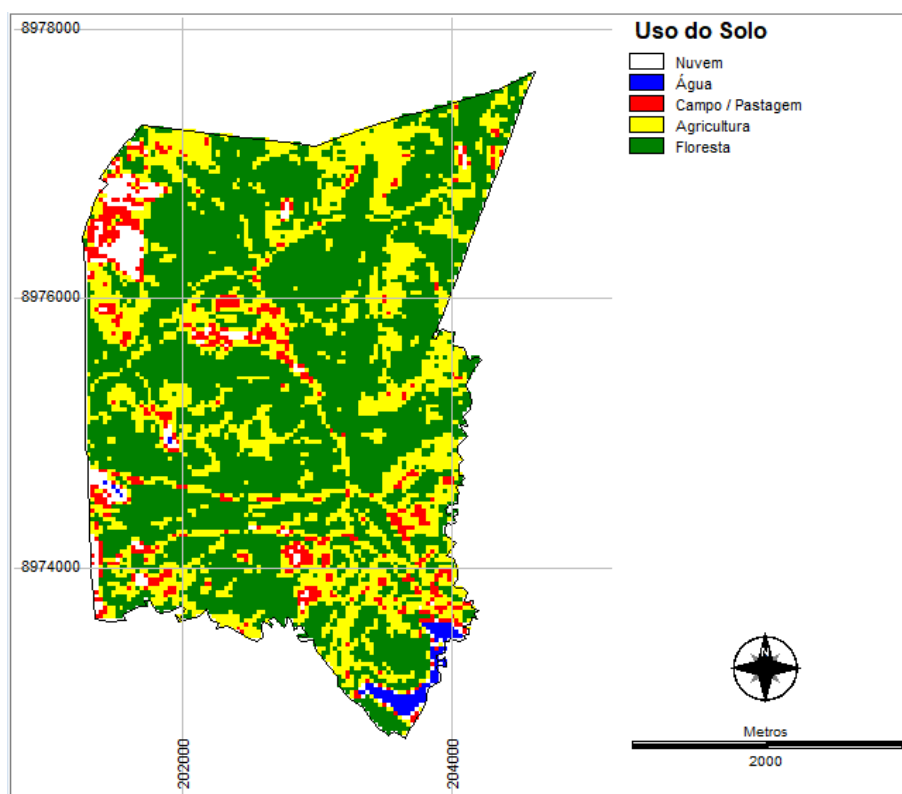 8978000
Uso do Solo
Nuvem
Água
Campo / Pastagem
Agricultura
Floresta
8976000
8974000
202000
204000
Metros
2000